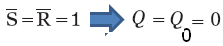 S̅ = R̅ = 1 Q = Q₀ = 0